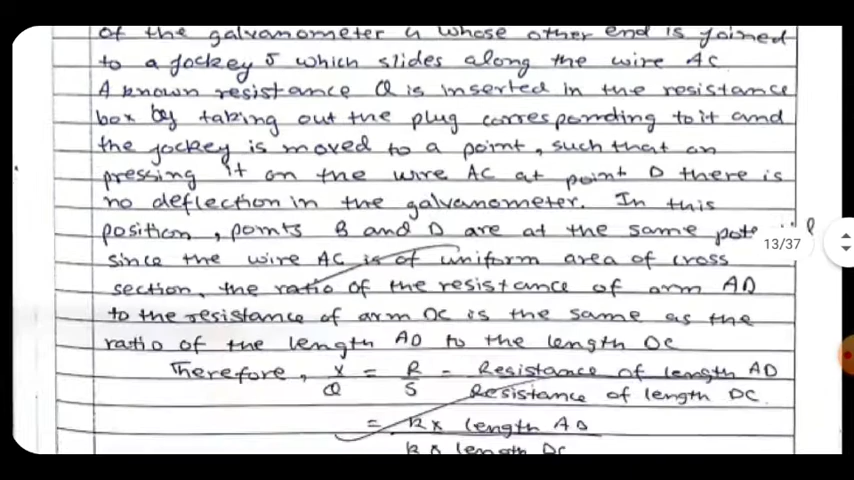 of the galvanometer G whose other end is joined
to a jockey J which slides along the wire AC
A known resistance Q is inserted in the resistance
box by taking out the plug corresponding to it and
the jockey is moved to a point, such that on
pressing it on the wire AC at point D there is
no deflection in the galvanometer. In this
position, points B and D are at the same
13/37
since the wire AC is of uniform area of cross
section, the ratio of the resistance of arm AD
to the resistance of arm DC is the same as the
ratio of the length AD to the length DC
Therefore, X/Q = R/S = Resistance of length AD / Resistance of length DC.
= k x length AD / k x length DC